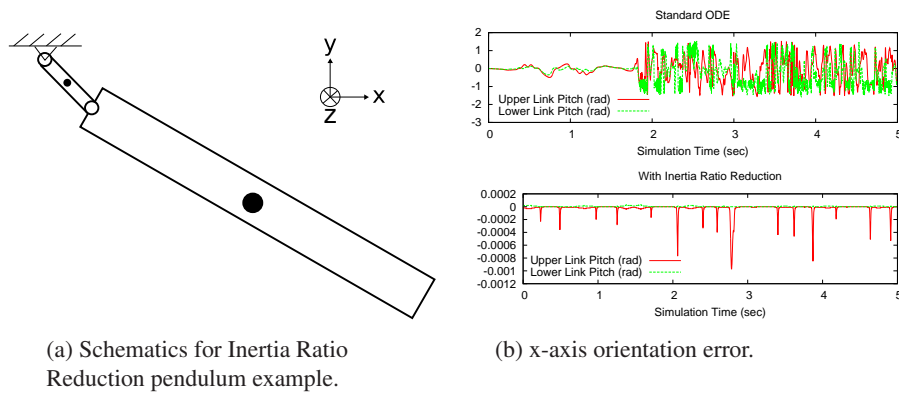 y
x
z
(a) Schematics for Inertia Ratio
Reduction pendulum example.
Standard ODE
2
1
0
-1
-2
-3
Upper Link Pitch (rad)
Lower Link Pitch (rad)
0 1 2 3 4 5
Simulation Time (sec)
With Inertia Ratio Reduction
0.0002
0
-0.0002
-0.0004
-0.0006
-0.0008
-0.001
-0.0012
Upper Link Pitch (rad)
Lower Link Pitch (rad)
0 1 2 3 4 5
Simulation Time (sec)
(b) x-axis orientation error.